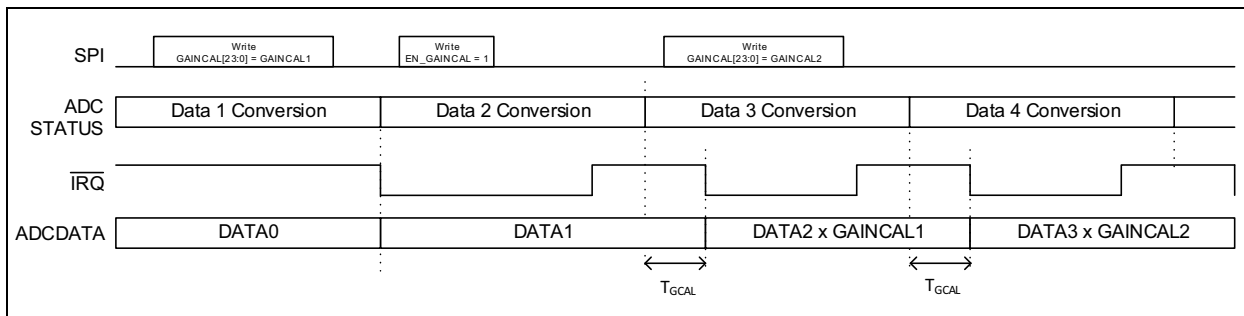 SPI
Write
GAINCAL[23:0] = GAINCAL1
Write
EN_GAINCAL = 1
Write
GAINCAL[23:0] = GAINCAL2
ADC
STATUS
Data 1 Conversion
Data 2 Conversion
Data 3 Conversion
Data 4 Conversion
IRQ
ADCDATA
DATA0
DATA1
DATA2 x GAINCAL1
DATA3 x GAINCAL2
TGCAL
TGCAL